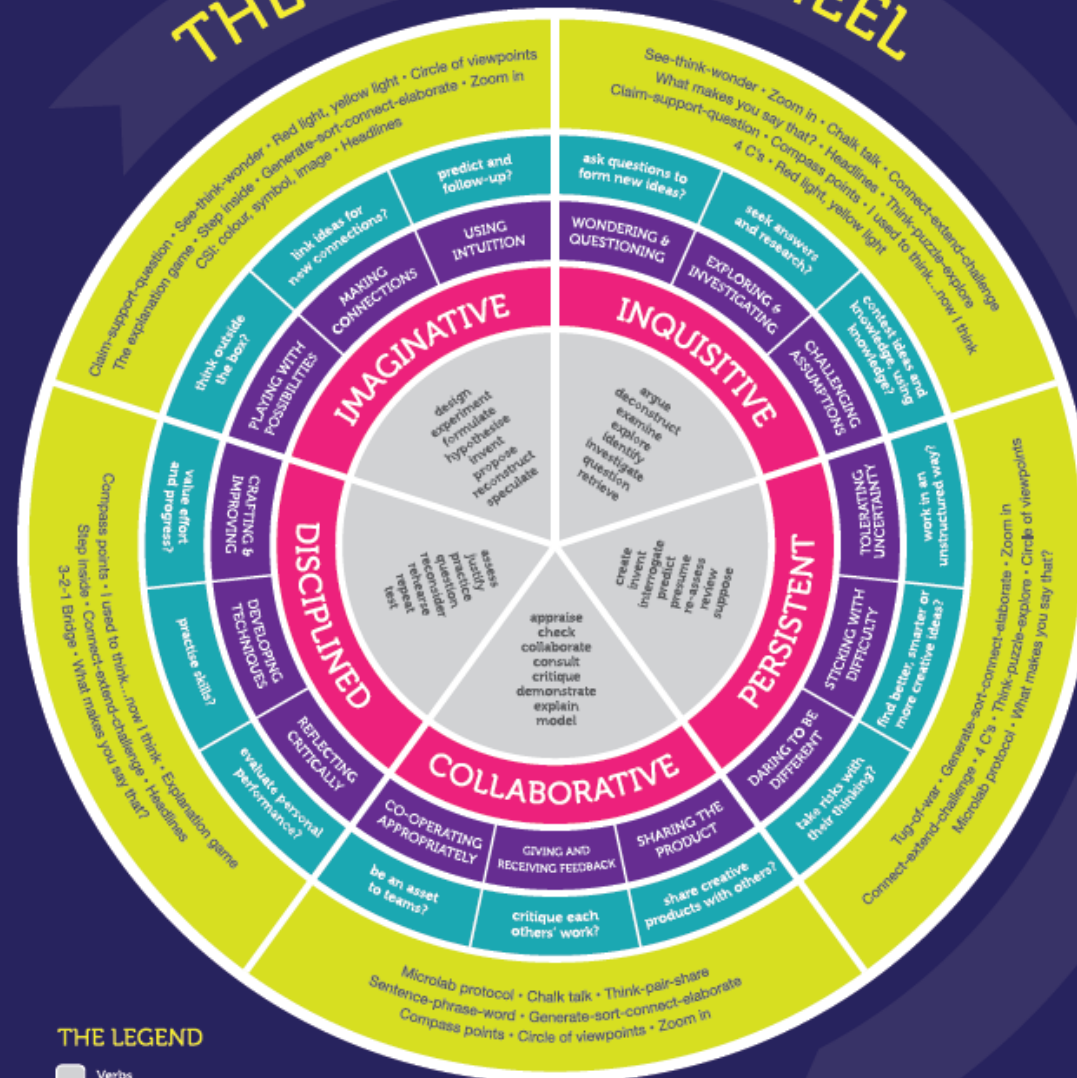 THE
EEL
See-think-wonder • Zoom in • Chalk talk • Connect-extend-challenge
What makes you say that? • Headlines • Think-puzzle-explore
Claim-support-question • Compass points • I used to think...now I think
4 C's • Red light, yellow light
ask questions to
form new ideas?
seek answers
and research?
contest ideas and
knowledge, using
knowledge?
WONDERING &
QUESTIONING
EXPLORING &
INVESTIGATING
CHALLENGING
ASSUMPTIONS
INQUISITIVE
argue
deconstruct
examine
explore
identify
investigate
question
retrieve
Tug-of-war • Generate-sort-connect-elaborate • Zoom in
Connect-extend-challenge • 4 C's • Think-puzzle-explore • Circle of viewpoints
Microlab protocol • What makes you say that?
work in an
unstructured way?
find better, smarter or
more creative ideas?
take risks with
their thinking?
TOLERATING
UNCERTAINTY
STICKING WITH
DIFFICULTY
DARING TO BE
DIFFERENT
PERSISTENT
create
invent
interrogate
predict
presume
re-assess
review
suppose
COLLABORATIVE
appraise
check
collaborate
consult
critique
demonstrate
explain
model
SHARING THE
PRODUCT
GIVING AND
RECEIVING FEEDBACK
CO-OPERATING
APPROPRIATELY
share creative
products with others?
critique each
others' work?
be an asset
to teams?
Microlab protocol • Chalk talk • Think-pair-share
Sentence-phrase-word • Generate-sort-connect-elaborate
Compass points • Circle of viewpoints • Zoom in
DISCIPLINED
assess
justify
practice
question
reconsider
rehearse
repeat
test
REFLECTING
CRITICALLY
DEVELOPING
TECHNIQUES
CRAFTING &
IMPROVING
evaluate personal
performance?
practise skills?
value effort
and progress?
Compass points • I used to think...now I think • Explanation game
Step inside • Connect-extend-challenge • Headlines
3-2-1 Bridge • What makes you say that?
IMAGINATIVE
design
experiment
formulate
hypothesise
invent
propose
reconstruct
speculate
PLAYING WITH
POSSIBILITIES
MAKING
CONNECTIONS
USING
INTUITION
think outside
the box?
link ideas for
new connections?
predict and
follow-up?
Claim-support-question • See-think-wonder • Red light, yellow light • Circle of viewpoints
The explanation game • Step inside • Generate-sort-connect-elaborate • Zoom in
CSI: colour, symbol, image • Headlines
THE LEGEND
Verbs